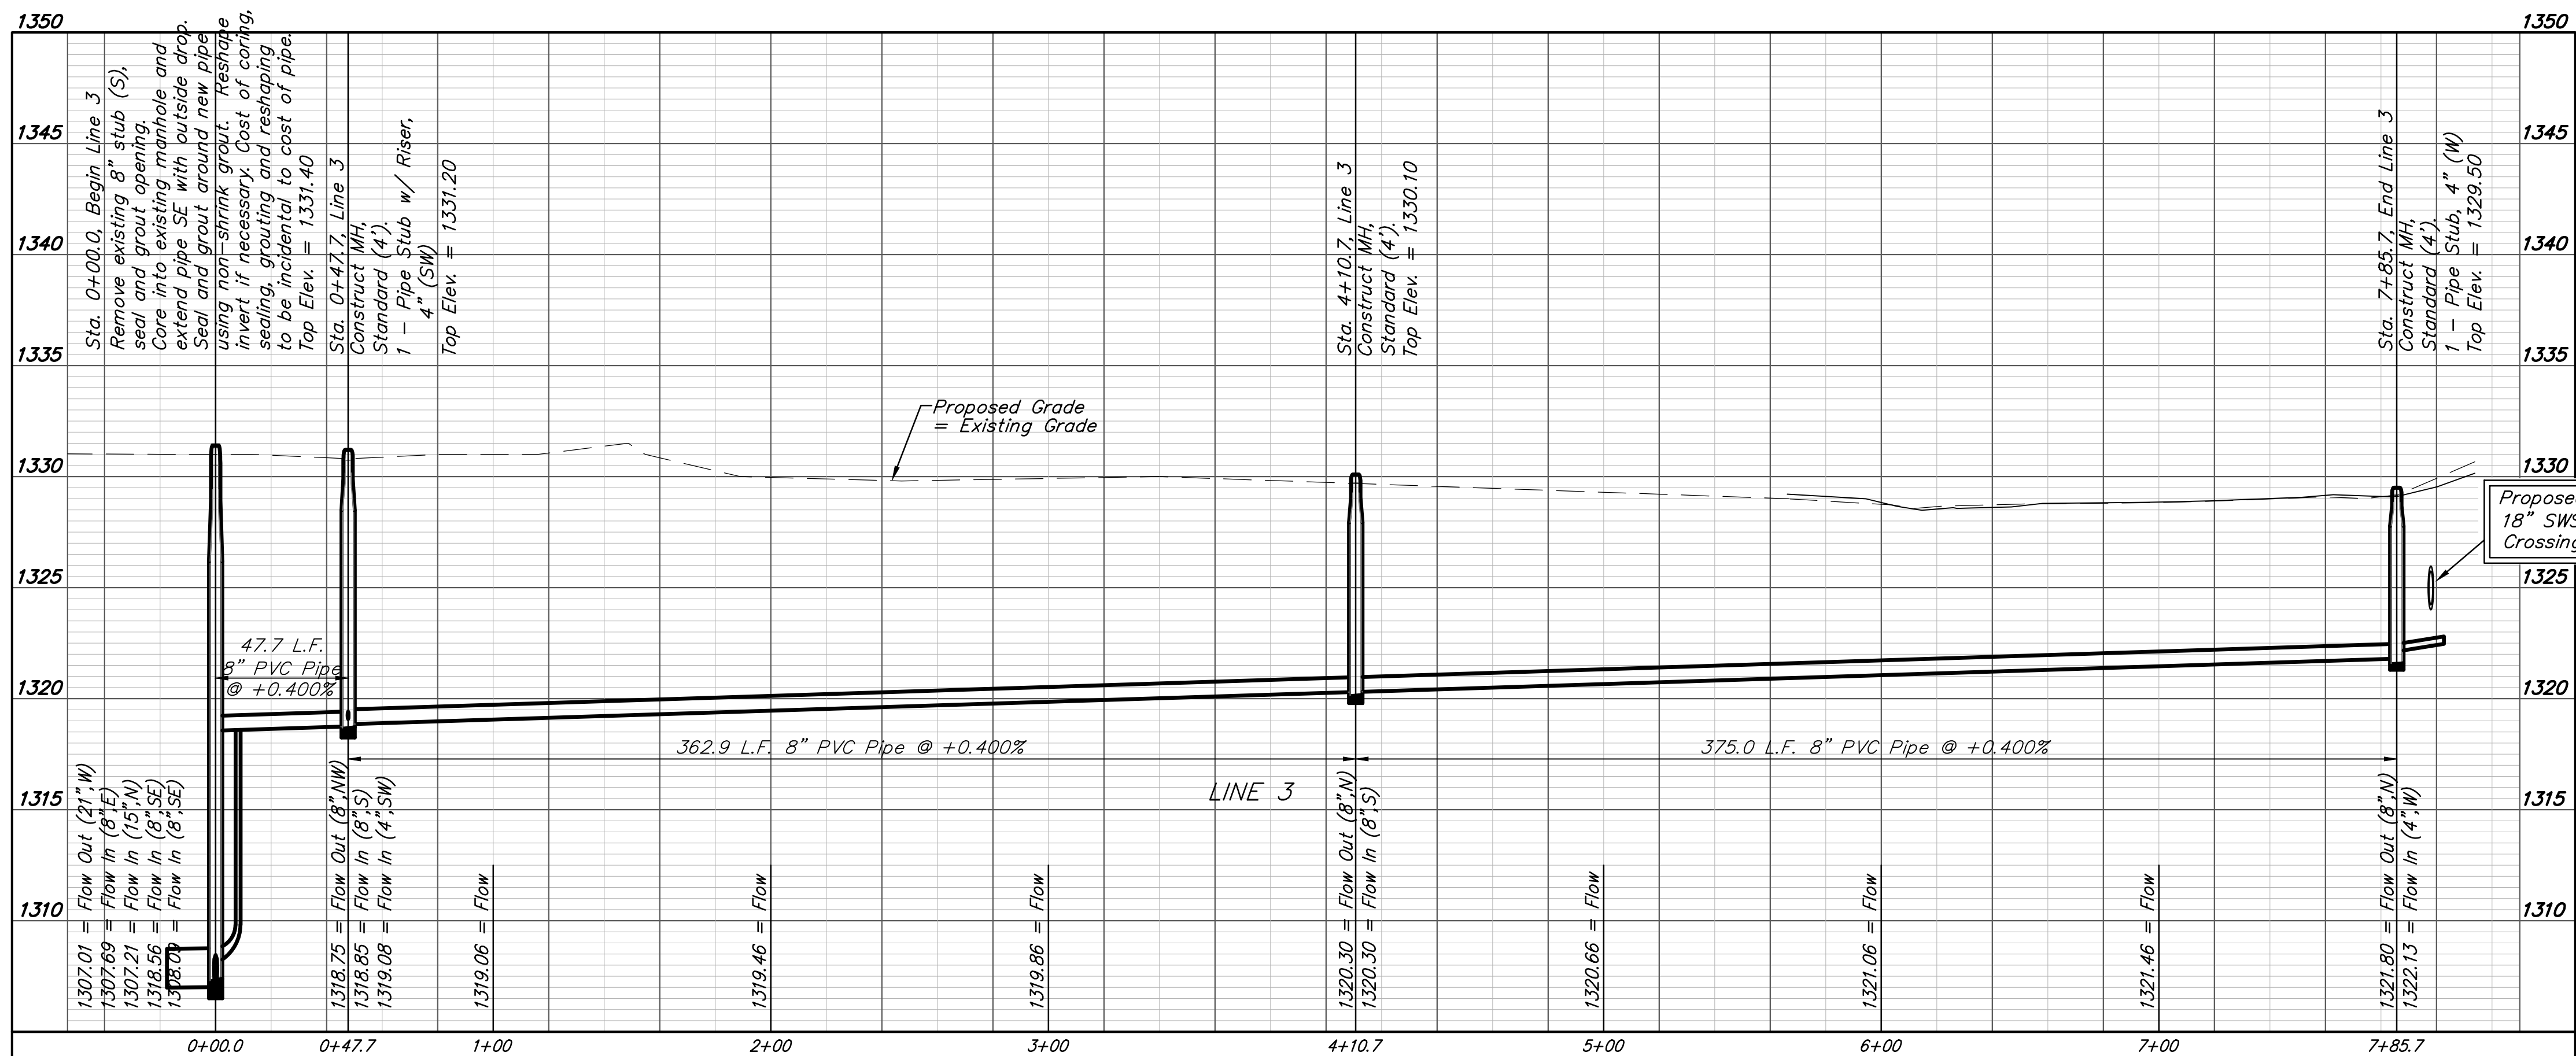 1350
1345
1340
1335
1330
1325
1320
1315
1310
Sta. 0+00.0, Begin Line 3
Remove existing 8" stub (S),
seal and grout opening.
Core into existing manhole and
extend pipe SE with outside drop.
Seal and grout around new pipe
using non-shrink grout. Reshape
invert if necessary. Cost of coring,
sealing, grouting and reshaping
to be incidental to cost of pipe.
Top Elev. = 1331.40
Sta. 0+47.7, Line 3
Construct MH,
Standard (4').
1 - Pipe Stub w/ Riser,
4" (SW)
Top Elev. = 1331.20
Sta. 4+10.7, Line 3
Construct MH,
Standard (4').
Top Elev. = 1330.10
Sta. 7+85.7, End Line 3
Construct MH,
Standard (4').
1 - Pipe Stub, 4" (W)
Top Elev. = 1329.50
1350
1345
1340
1335
1330
1325
1320
1315
1310
Proposed Grade
= Existing Grade
Propose
18" SWS
Crossing
47.7 L.F.
8" PVC Pipe
@ +0.400%
362.9 L.F. 8" PVC Pipe @ +0.400%
375.0 L.F. 8" PVC Pipe @ +0.400%
LINE 3
1307.01 = Flow Out (21",W)
1307.69 = Flow In (8",E)
1307.21 = Flow In (15",N)
1318.56 = Flow In (8",SE)
1308.09 = Flow In (8",SE)
1318.75 = Flow Out (8",NW)
1318.85 = Flow In (8",S)
1319.08 = Flow In (4",SW)
1319.06 = Flow
1319.46 = Flow
1319.86 = Flow
1320.30 = Flow Out (8",N)
1320.30 = Flow In (8",S)
1320.66 = Flow
1321.06 = Flow
1321.46 = Flow
1321.80 = Flow Out (8",N)
1322.13 = Flow In (4",W)
0+00.0
0+47.7
1+00
2+00
3+00
4+10.7
5+00
6+00
7+00
7+85.7